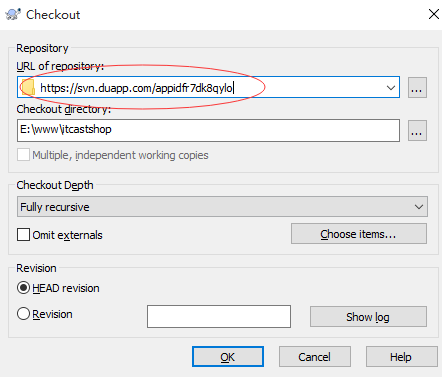 Checkout
Repository
URL of repository:
https://svn.duapp.com/appidfr7dk8qylo
...
Checkout directory:
E:\www\itcastshop
...
Multiple, independent working copies
Checkout Depth
Fully recursive
Omit externals
Choose items...
Revision
HEAD revision
Revision
Show log
OK
Cancel
Help